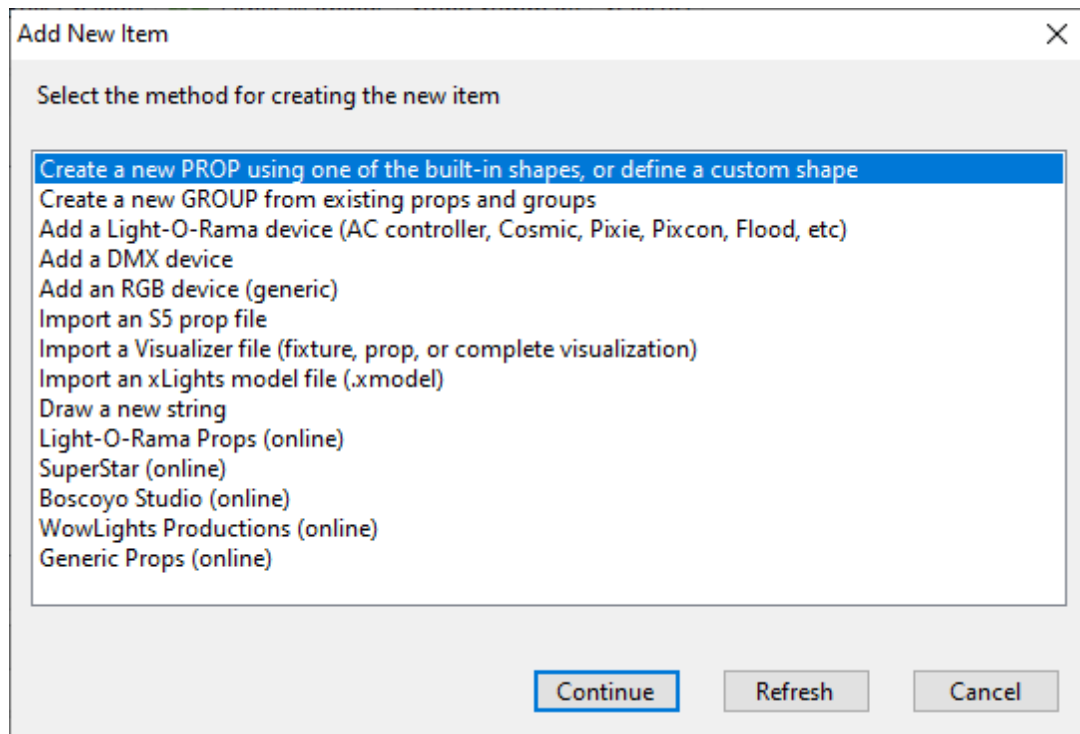 Add New Item
Select the method for creating the new item
Create a new PROP using one of the built-in shapes, or define a custom shape
Create a new GROUP from existing props and groups
Add a Light-O-Rama device (AC controller, Cosmic, Pixie, Pixcon, Flood, etc)
Add a DMX device
Add an RGB device (generic)
Import an S5 prop file
Import a Visualizer file (fixture, prop, or complete visualization)
Import an xLights model file (.xmodel)
Draw a new string
Light-O-Rama Props (online)
SuperStar (online)
Boscoyo Studio (online)
WowLights Productions (online)
Generic Props (online)
Continue Refresh Cancel